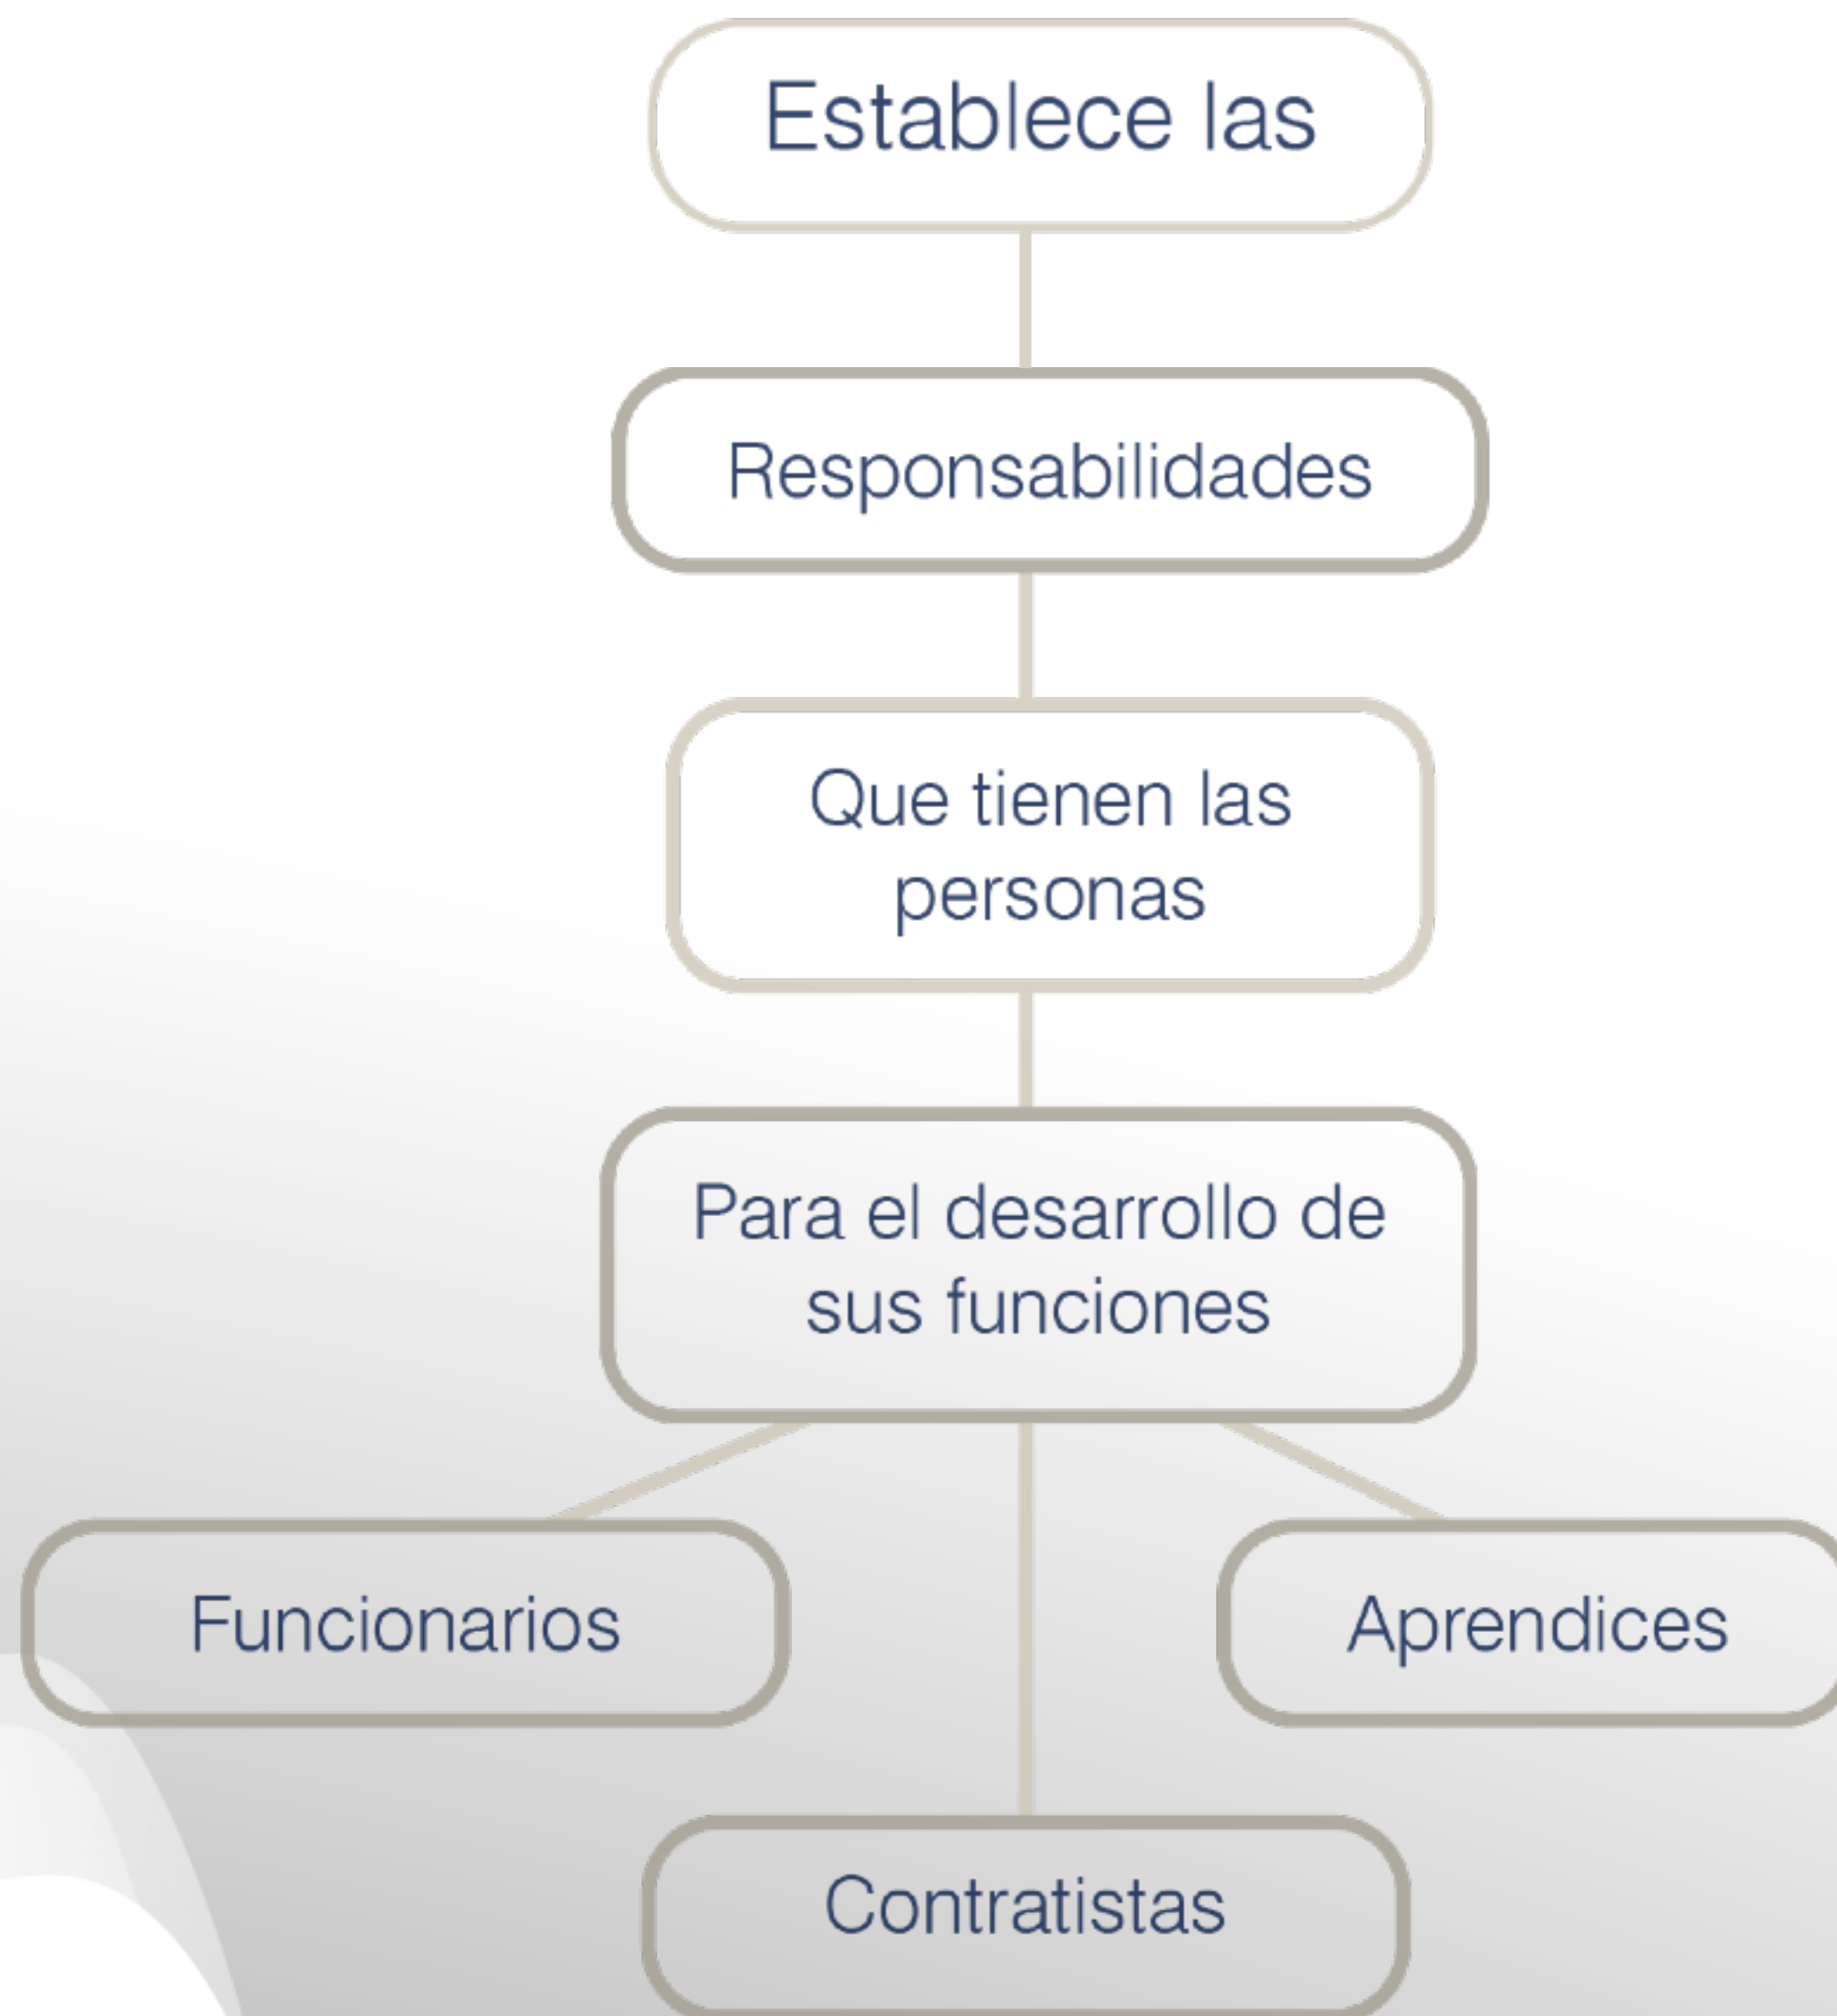 Establece las
Responsabilidades
Que tienen las
personas
Para el desarrollo de
sus funciones
Funcionarios
Aprendices
Contratistas